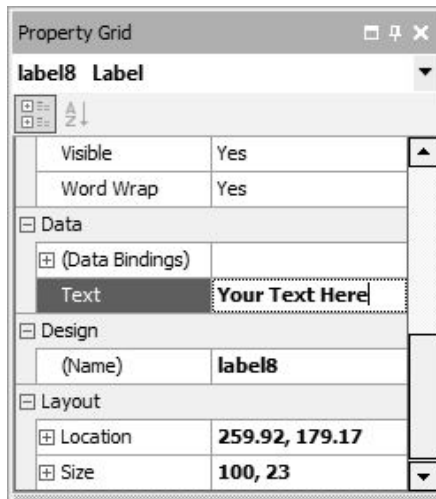 Property Grid
label8 Label
A
Z
Visible Yes
Word Wrap Yes
Data
(Data Bindings)
Text Your Text Here
Design
(Name) label8
Layout
Location 259.92, 179.17
Size 100, 23